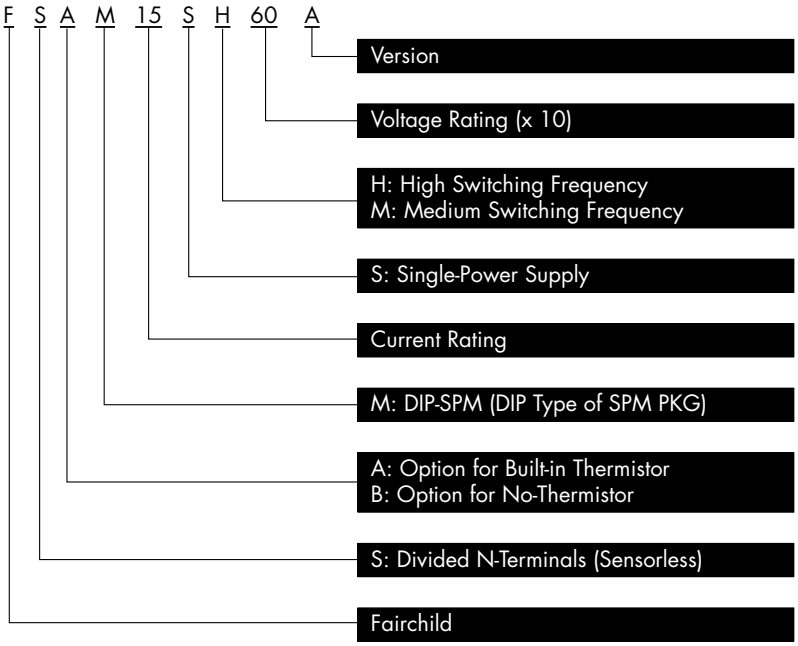 F S A M 15 S H 60 A
Version
Voltage Rating (x 10)
H: High Switching Frequency
M: Medium Switching Frequency
S: Single-Power Supply
Current Rating
M: DIP-SPM (DIP Type of SPM PKG)
A: Option for Built-in Thermistor
B: Option for No-Thermistor
S: Divided N-Terminals (Sensorless)
Fairchild